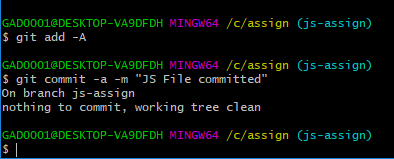 GAD0001@DESKTOP-VA9DFDH MINGW64 /c/assign (js-assign)
$ git add -A
GAD0001@DESKTOP-VA9DFDH MINGW64 /c/assign (js-assign)
$ git commit -a -m "JS File committed"
On branch js-assign
nothing to commit, working tree clean
GAD0001@DESKTOP-VA9DFDH MINGW64 /c/assign (js-assign)
$